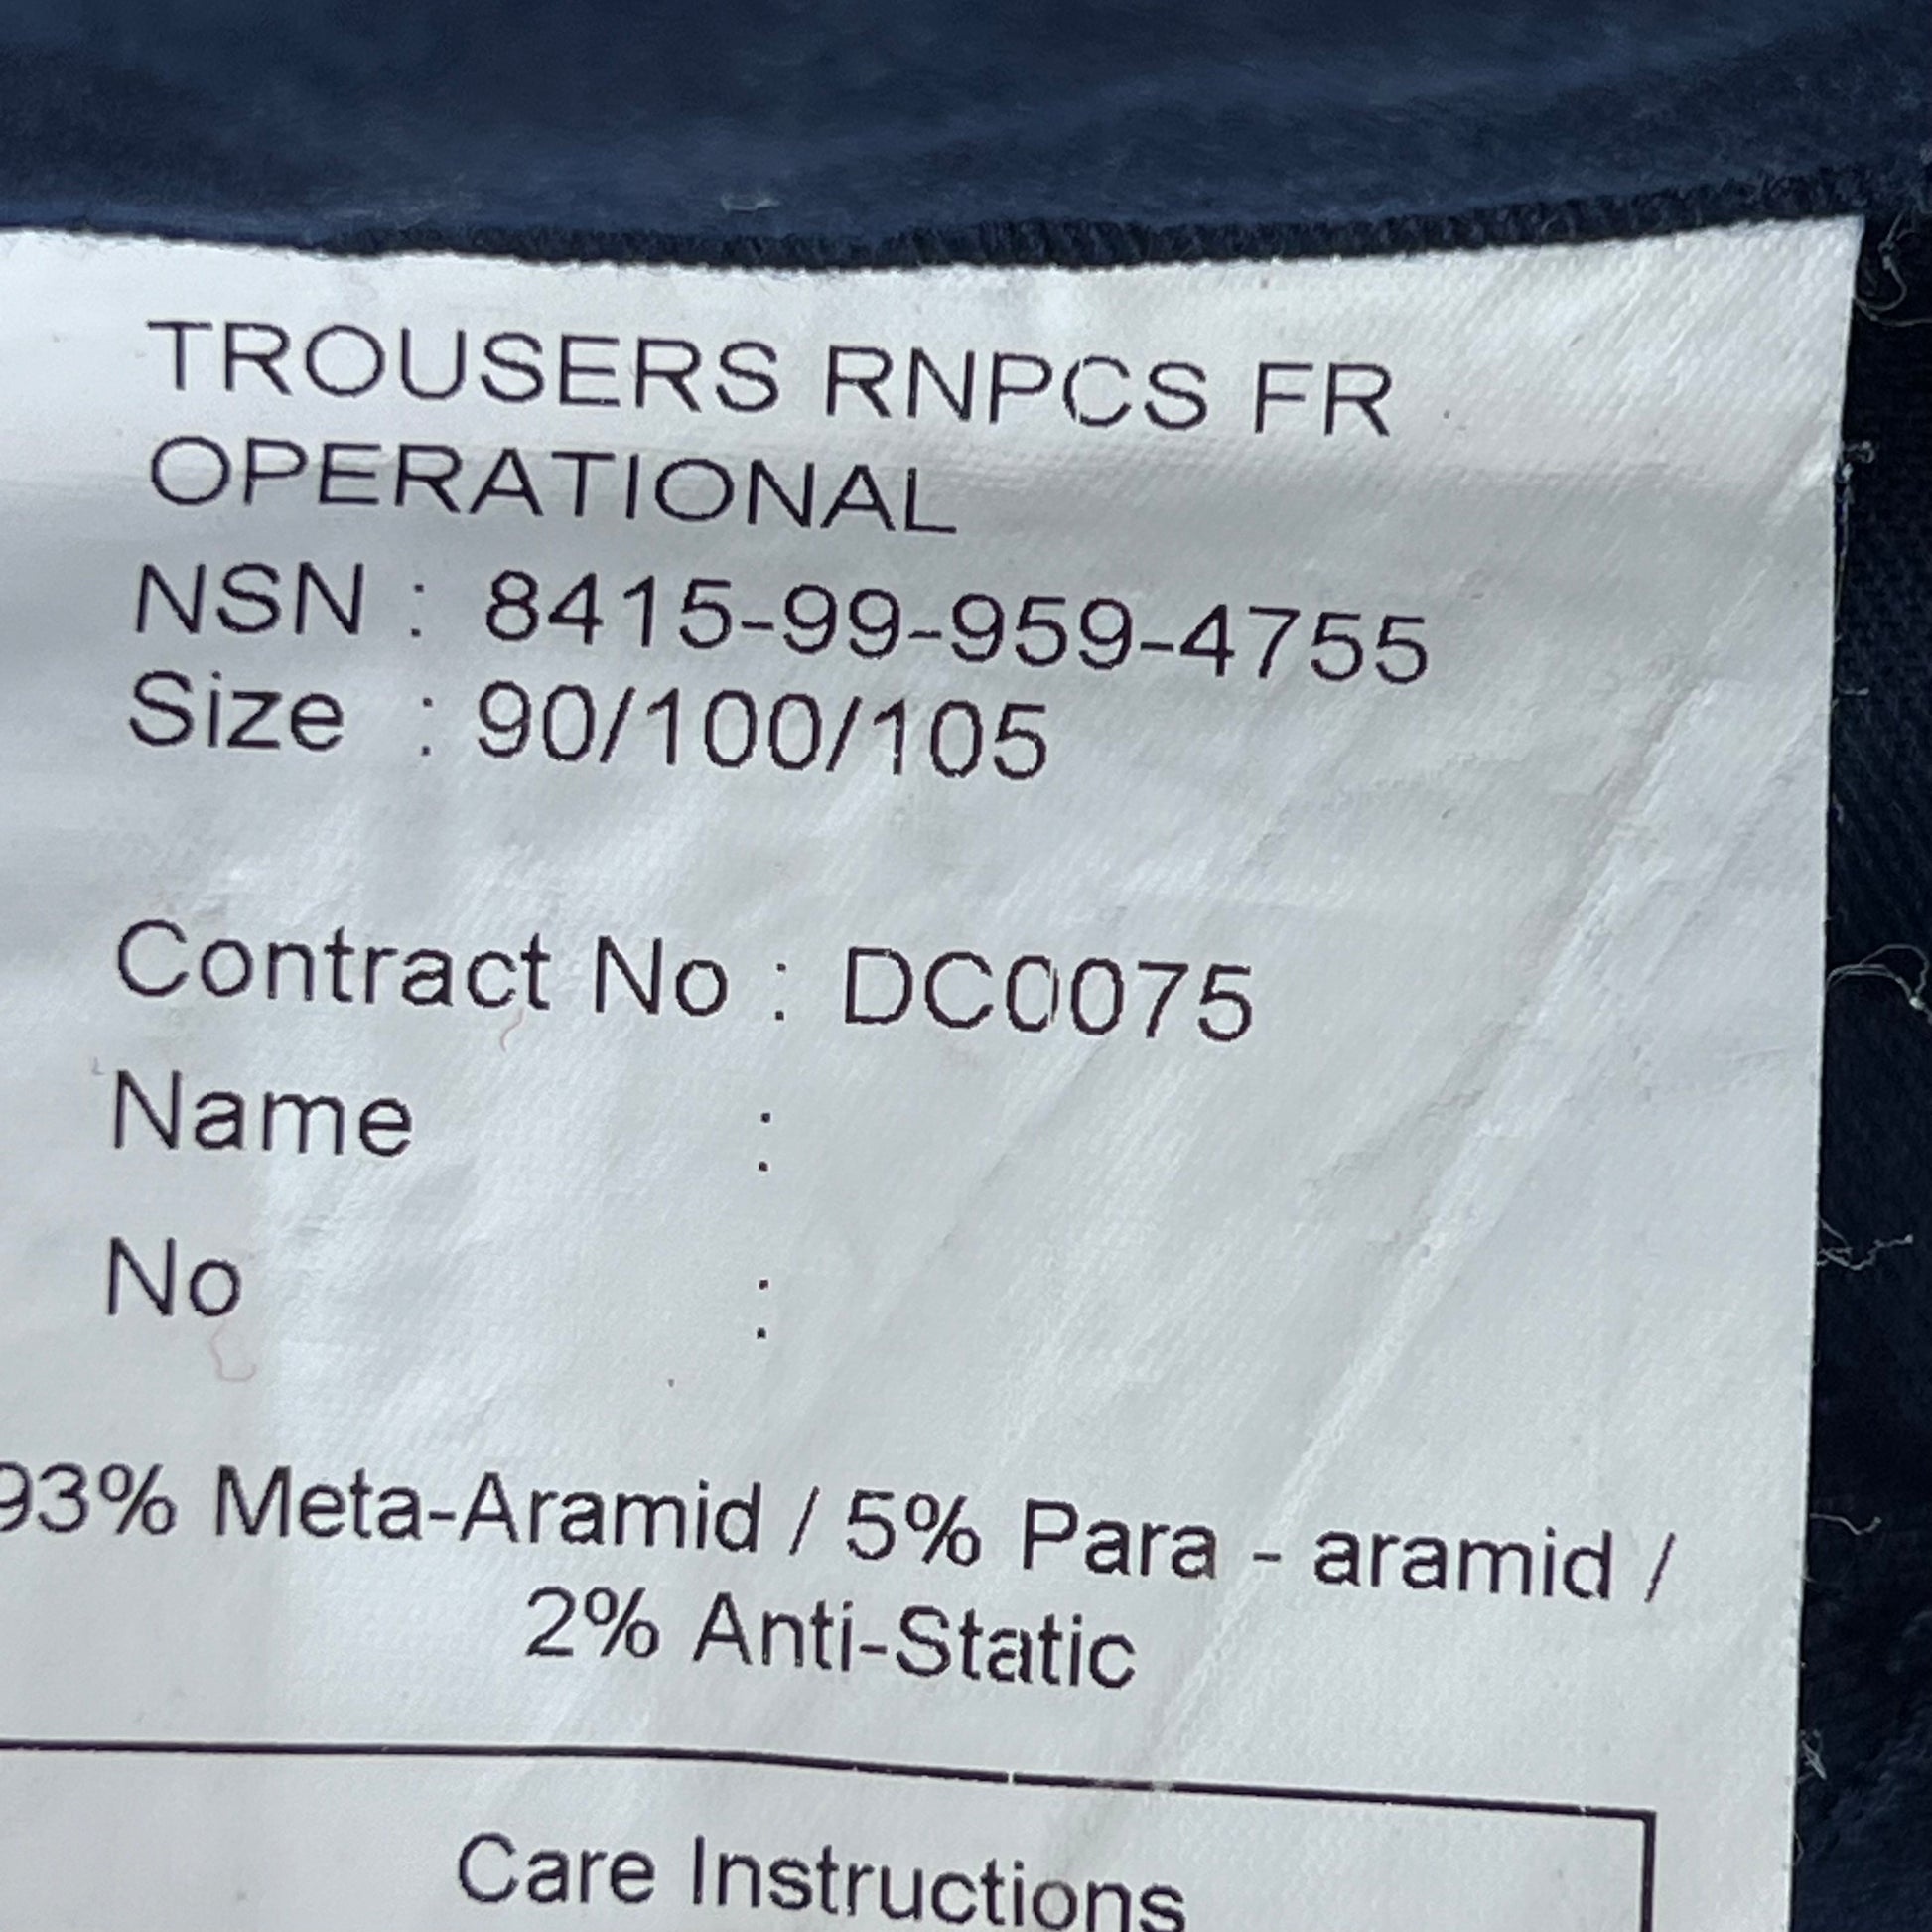 TROUSERS RNPCS FR
OPERATIONAL
NSN : 8415-99-959-4755
Size : 90/100/105
Contract No : DC0075
Name :
No :
93% Meta-Aramid / 5% Para - aramid /
2% Anti-Static
Care Instructions